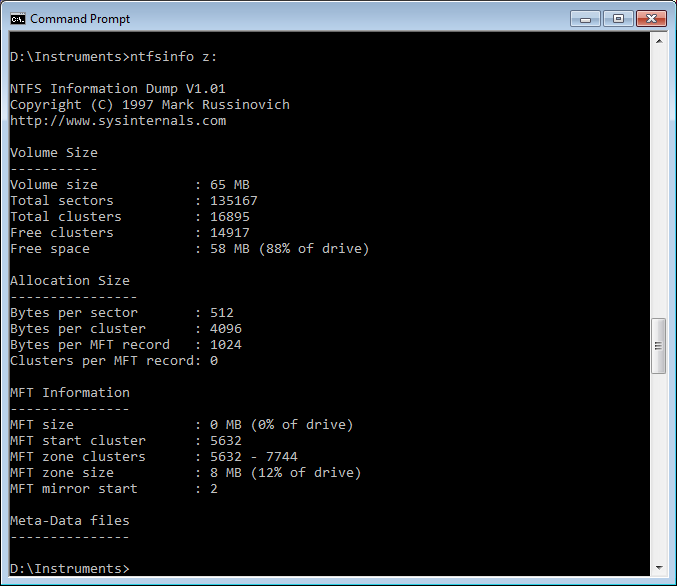 Command Prompt
D:\Instruments>ntfsinfo z:
NTFS Information Dump V1.01
Copyright (C) 1997 Mark Russinovich
http://www.sysinternals.com
Volume Size
-----------
Volume size            : 65 MB
Total sectors          : 135167
Total clusters         : 16895
Free clusters          : 14917
Free space             : 58 MB (88% of drive)
Allocation Size
----------------
Bytes per sector       : 512
Bytes per cluster      : 4096
Bytes per MFT record   : 1024
Clusters per MFT record: 0
MFT Information
---------------
MFT size               : 0 MB (0% of drive)
MFT start cluster      : 5632
MFT zone clusters      : 5632 - 7744
MFT zone size          : 8 MB (12% of drive)
MFT mirror start       : 2
Meta-Data files
---------------
D:\Instruments>